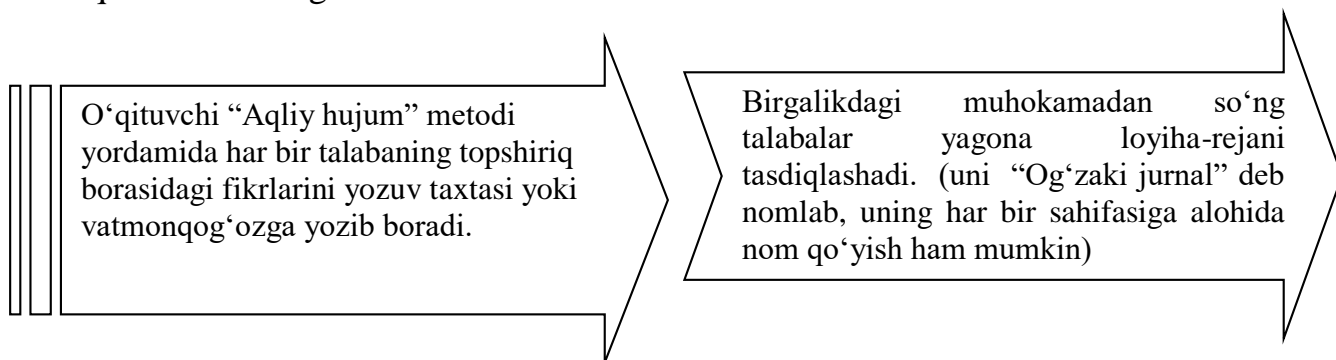 O‘qituvchi “Aqliy hujum” metodi
yordamida har bir talabaning topshiriq
borasidagi fikrlarini yozuv taxtasi yoki
vatmonqog‘ozga yozib boradi.
Birgalikdagi muhokamadan so‘ng
talabalar yagona loyiha-rejani
tasdiqlashadi. (uni “Og‘zaki jurnal” deb
nomlab, uning har bir sahifasiga alohida
nom qo‘yish ham mumkin)